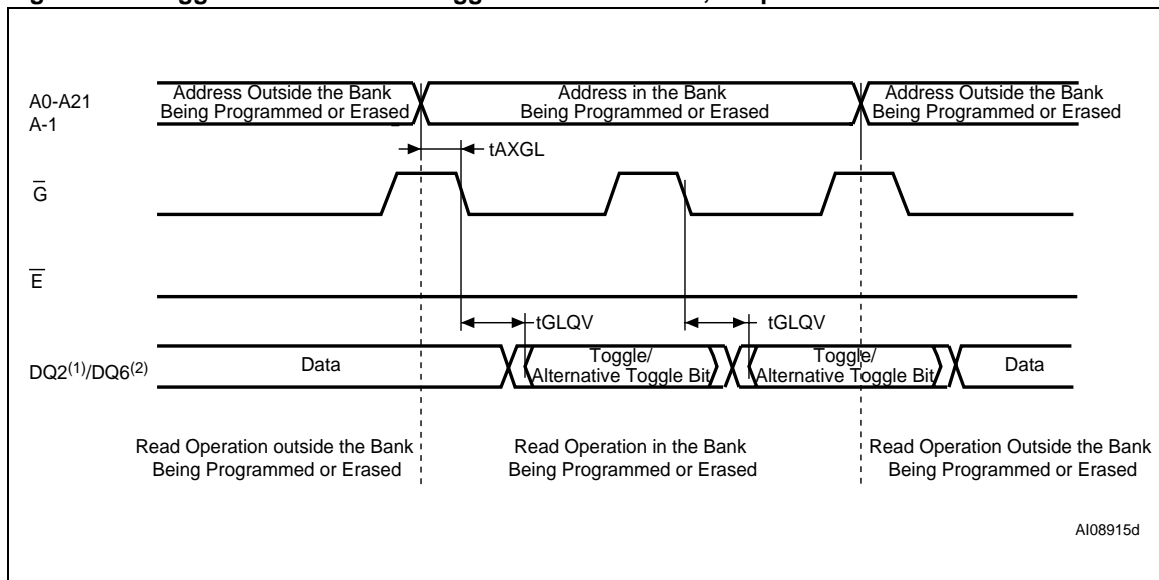 Address Outside the Bank
Being Programmed or Erased
Address in the Bank
Being Programmed or Erased
Address Outside the Bank
Being Programmed or Erased
A0-A21
A-1
tAXGL
G
E
tGLQV
tGLQV
DQ2(1)/DQ6(2)
Data
Toggle/
Alternative Toggle Bit
Toggle/
Alternative Toggle Bit
Data
Read Operation outside the Bank
Being Programmed or Erased
Read Operation in the Bank
Being Programmed or Erased
Read Operation Outside the Bank
Being Programmed or Erased
AI08915d